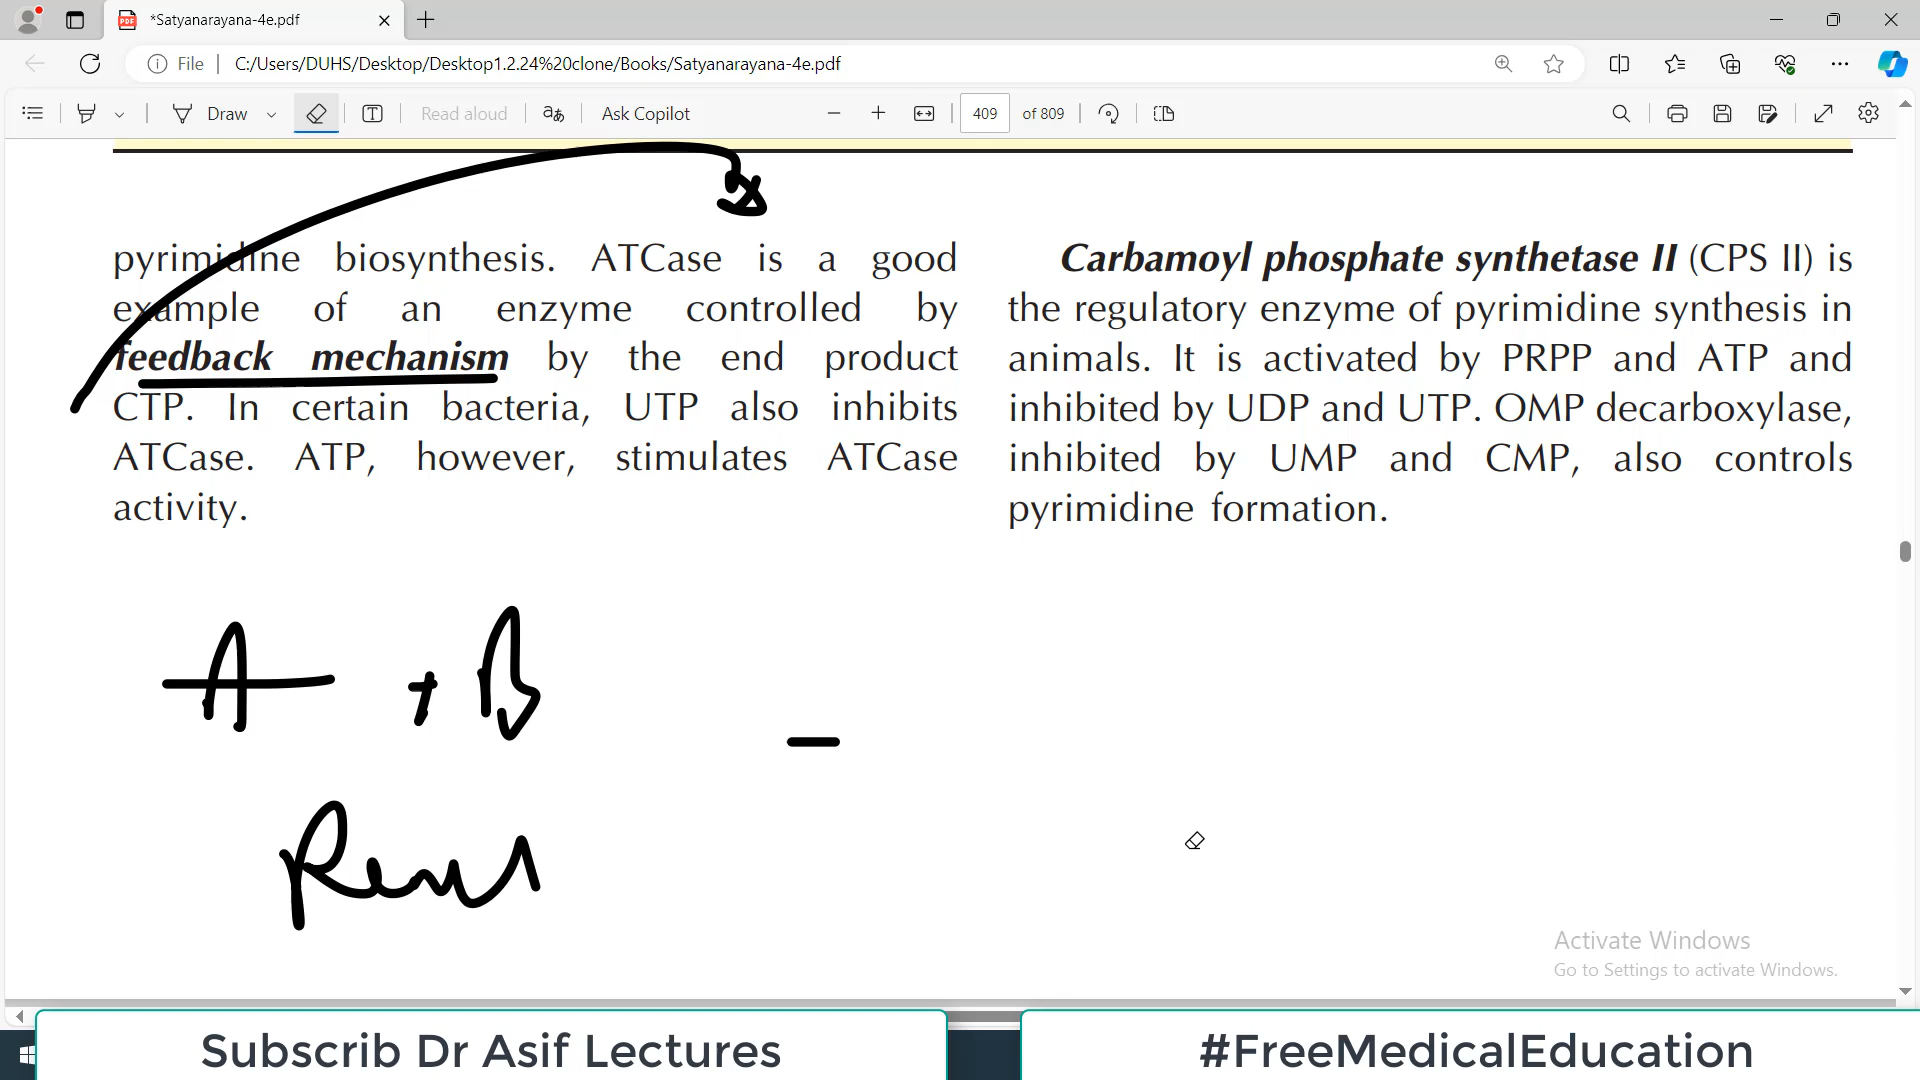 *Satyanarayana-4e.pdf
File C:/Users/DUHS/Desktop/Desktop1.2.24%20clone/Books/Satyanarayana-4e.pdf
Draw Read aloud aあ Ask Copilot 409 of 809
pyrimidine biosynthesis. ATCase is a good
example of an enzyme controlled by
feedback mechanism by the end product
CTP. In certain bacteria, UTP also inhibits
ATCase. ATP, however, stimulates ATCase
activity.
Carbamoyl phosphate synthetase II (CPS II) is
the regulatory enzyme of pyrimidine synthesis in
animals. It is activated by PRPP and ATP and
inhibited by UDP and UTP. OMP decarboxylase,
inhibited by UMP and CMP, also controls
pyrimidine formation.
A + B
Activate Windows
Go to Settings to activate Windows.
Subscrib Dr Asif Lectures
#FreeMedicalEducation